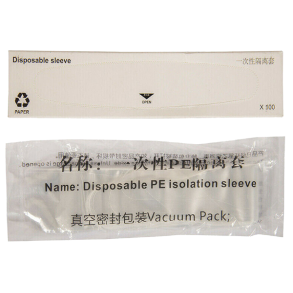 Disposable sleeve
一次性隔离套
OPEN
PAPER
X 100
名称：一次性PE隔离套
Name: Disposable PE isolation sleeve
真空密封包装Vacuum Pack;